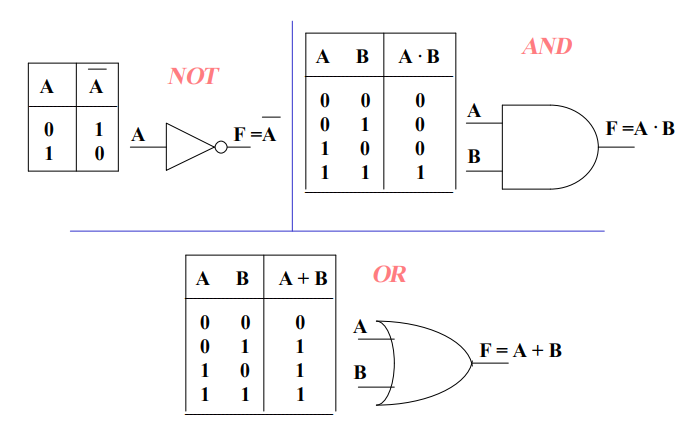 NOT
A A̅
0 1
1 0
A F = A̅
AND
A B A · B
0 0 0
0 1 0
1 0 0
1 1 1
A
B
F =A · B
OR
A B A + B
0 0 0
0 1 1
1 0 1
1 1 1
A
B
F = A + B